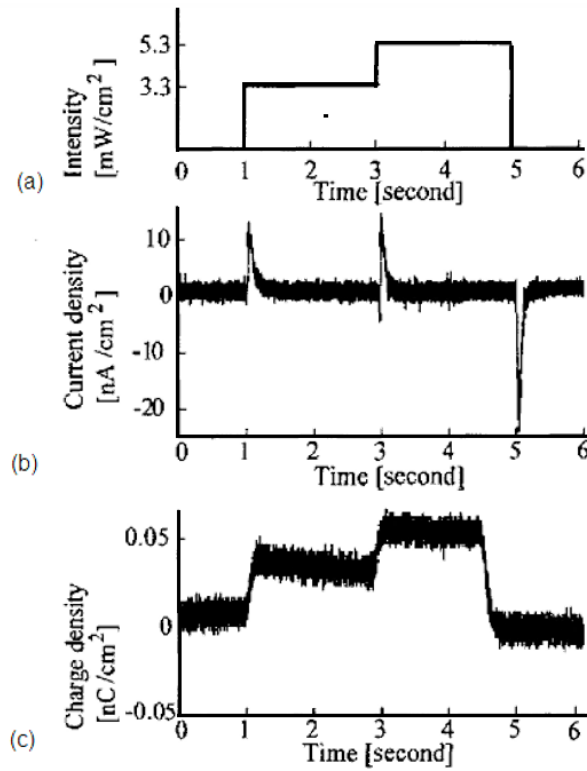 5.3
3.3
Intensity
[mW/cm²]
0 1 2 3 4 5 6
Time [second]
(a)
10
0
-10
-20
Current density
[nA/cm²]
0 1 2 3 4 5 6
Time [second]
(b)
0.05
0
-0.05
Charge density
[nC/cm²]
0 1 2 3 4 5 6
Time [second]
(c)